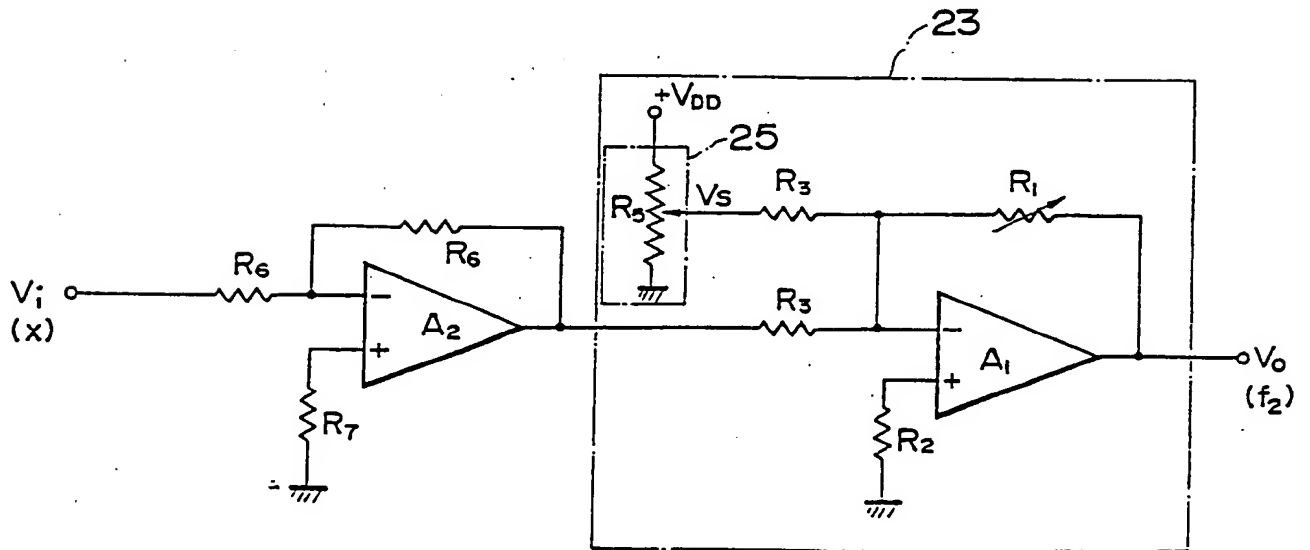 23
+VDD
25
R5
Vs
R3
R1
R6
R6
Vi
(x)
A2
−
+
R7
R3
A1
−
+
R2
Vo
(f2)